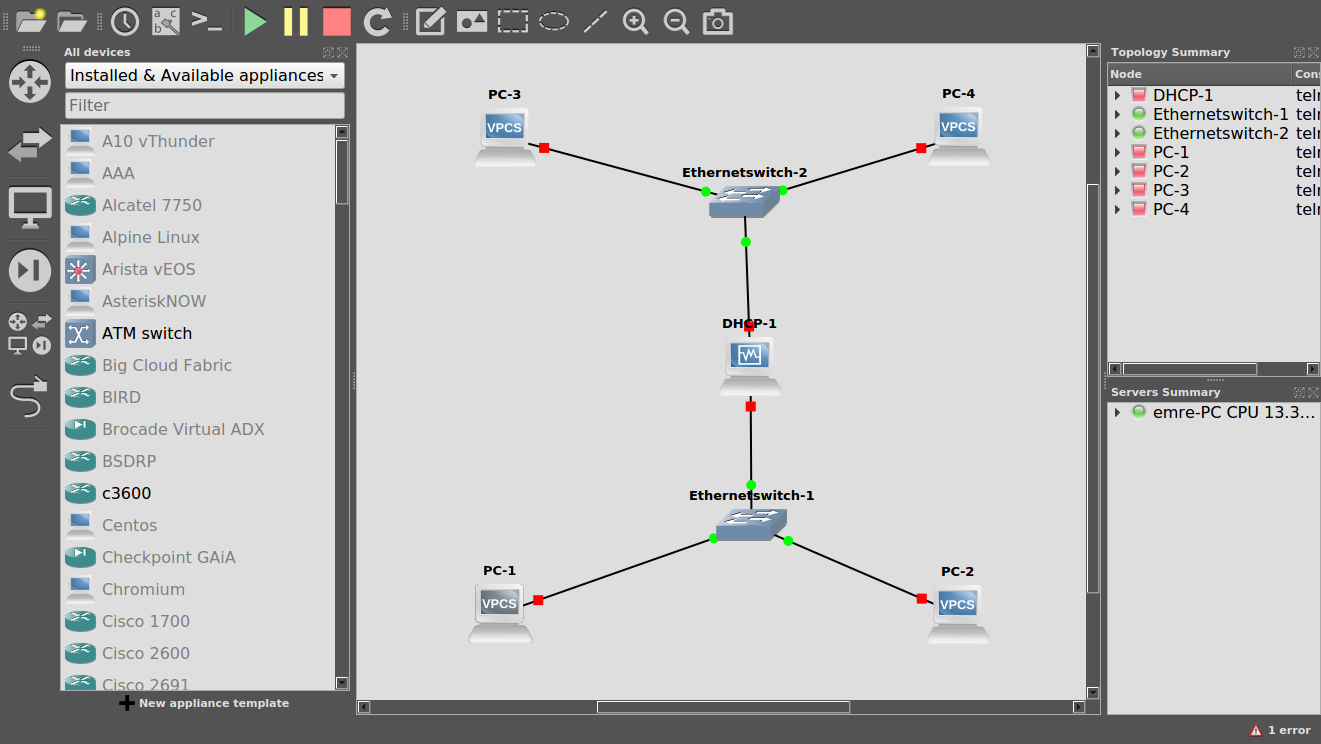 All devices
Installed & Available appliances
Filter
A10 vThunder
AAA
Alcatel 7750
Alpine Linux
Arista vEOS
AsteriskNOW
ATM switch
Big Cloud Fabric
BIRD
Brocade Virtual ADX
BSDRP
c3600
Centos
Checkpoint GAiA
Chromium
Cisco 1700
Cisco 2600
Cisco 2691
New appliance template
PC-3
VPCS
PC-4
VPCS
Ethernetswitch-2
DHCP-1
Ethernetswitch-1
PC-1
VPCS
PC-2
VPCS
Topology Summary
Node Con
DHCP-1 teln
Ethernetswitch-1 teln
Ethernetswitch-2 teln
PC-1 teln
PC-2 teln
PC-3 teln
PC-4 teln
Servers Summary
emre-PC CPU 13.3...
1 error